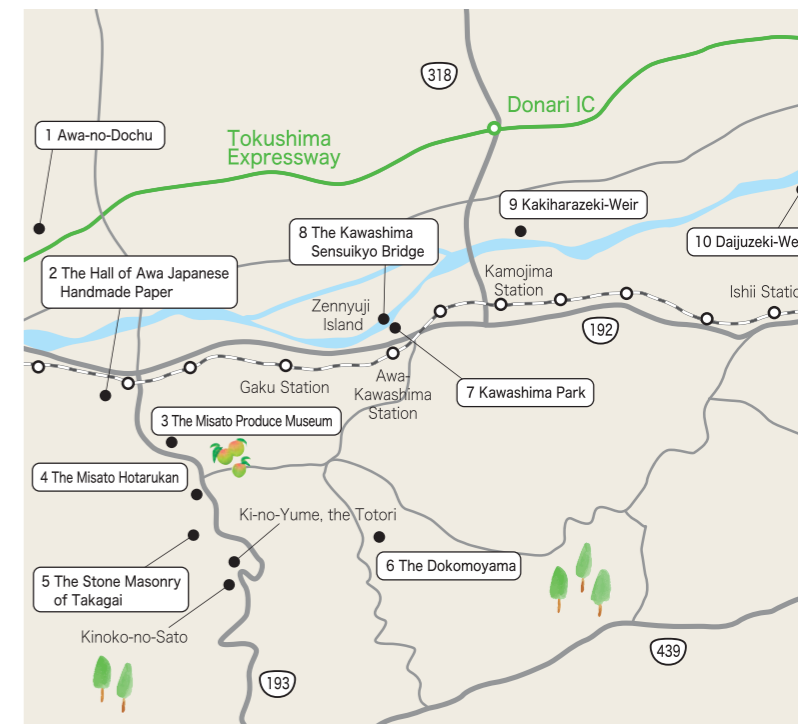 318
Donari IC
1 Awa-no-Dochu
Tokushima
Expressway
9 Kakiharazeki-Weir
8 The Kawashima
Sensuikyo Bridge
10 Daijuzeki-We
2 The Hall of Awa Japanese
Handmade Paper
Kamojima
Station
Zennyuji
Island
Ishii Static
192
Gaku Station
Awa-
Kawashima
Station
7 Kawashima Park
3 The Misato Produce Museum
4 The Misato Hotarukan
Ki-no-Yume, the Totori
6 The Dokomoyama
5 The Stone Masonry
of Takagai
Kinoko-no-Sato
439
193